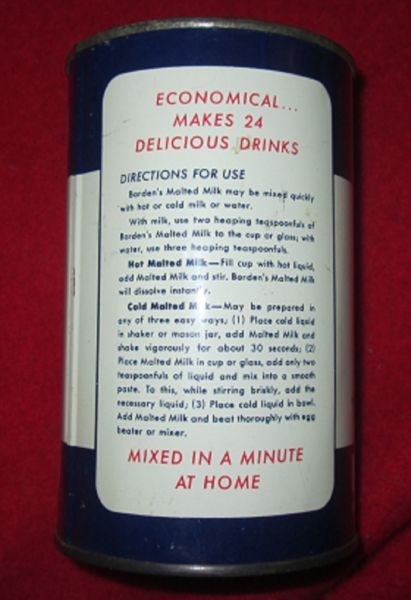 ECONOMICAL...
MAKES 24
DELICIOUS DRINKS
DIRECTIONS FOR USE
Borden's Malted Milk may be mixed quickly
with hot or cold milk or water.
With milk, use two heaping teaspoonfuls of
Borden's Malted Milk to the cup or glass; with
water, use three heaping teaspoonfuls.
Hot Malted Milk—Fill cup with hot liquid,
add Malted Milk and stir. Borden's Malted Milk
will dissolve instantly.
Cold Malted Milk—May be prepared in
any of three easy ways; (1) Place cold liquid
in shaker or mason jar, add Malted Milk and
shake vigorously for about 30 seconds; (2)
Place Malted Milk in cup or glass, add only two
teaspoonfuls of liquid and mix into a smooth
paste. To this, while stirring briskly, add the
necessary liquid; (3) Place cold liquid in bowl.
Add Malted Milk and beat thoroughly with egg
beater or mixer.
MIXED IN A MINUTE
AT HOME